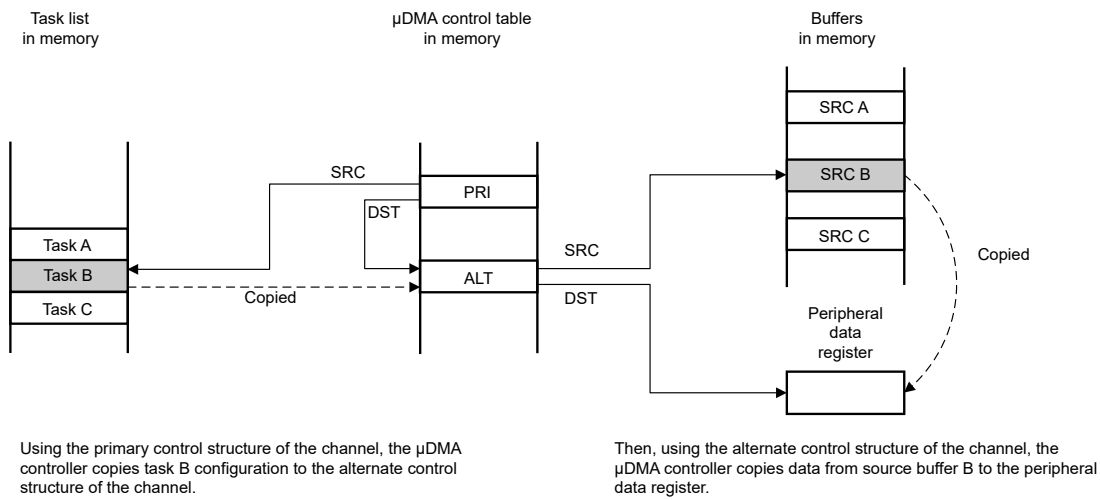 Task list
in memory
µDMA control table
in memory
Buffers
in memory
SRC A
SRC B
SRC C
SRC
PRI
DST
Task A
Task B
Task C
Copied
ALT
SRC
DST
Copied
Peripheral
data
register
Using the primary control structure of the channel, the µDMA
controller copies task B configuration to the alternate control
structure of the channel.
Then, using the alternate control structure of the channel, the
µDMA controller copies data from source buffer B to the peripheral
data register.